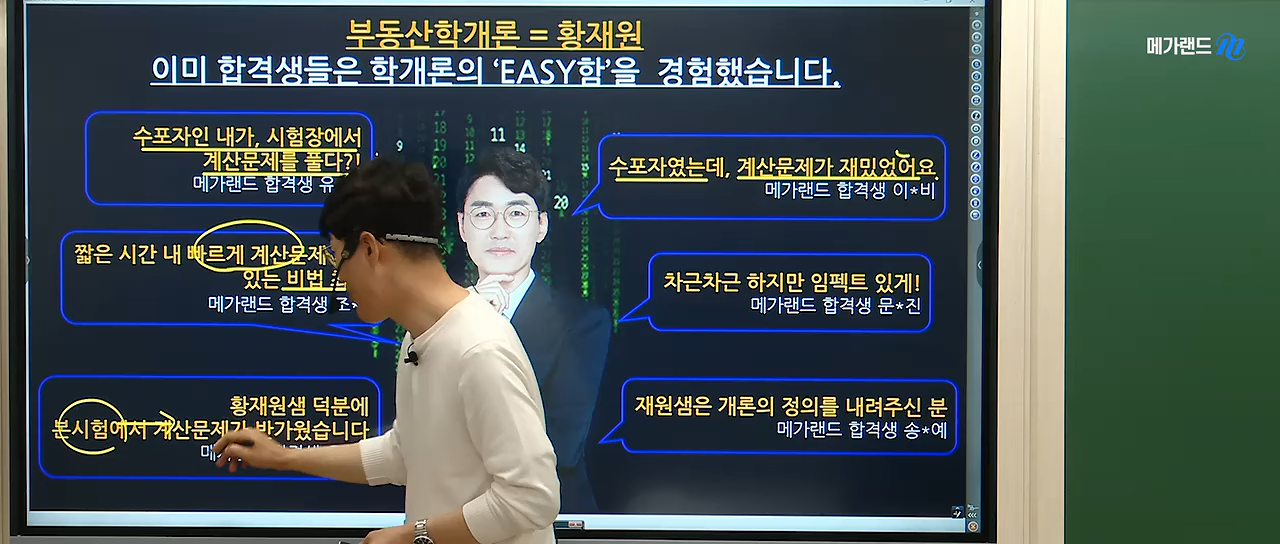 부동산학개론 = 황재원
이미 합격생들은 학개론의 ‘EASY함’을 경험했습니다.
메가랜드
수포자인 내가, 시험장에서
계산문제를 풀다?!
메가랜드 합격생 유
수포자였는데, 계산문제가 재밌었어요.
메가랜드 합격생 이*비
짧은 시간 내 빠르게 계산문제
있는 비법
메가랜드 합격생 조*
차근차근 하지만 임펙트 있게!
메가랜드 합격생 문*진
황재원샘 덕분에
본시험에서 계산문제가 반가웠습니다
재원샘은 개론의 정의를 내려주신 분
메가랜드 합격생 송*예
9
11
14
20